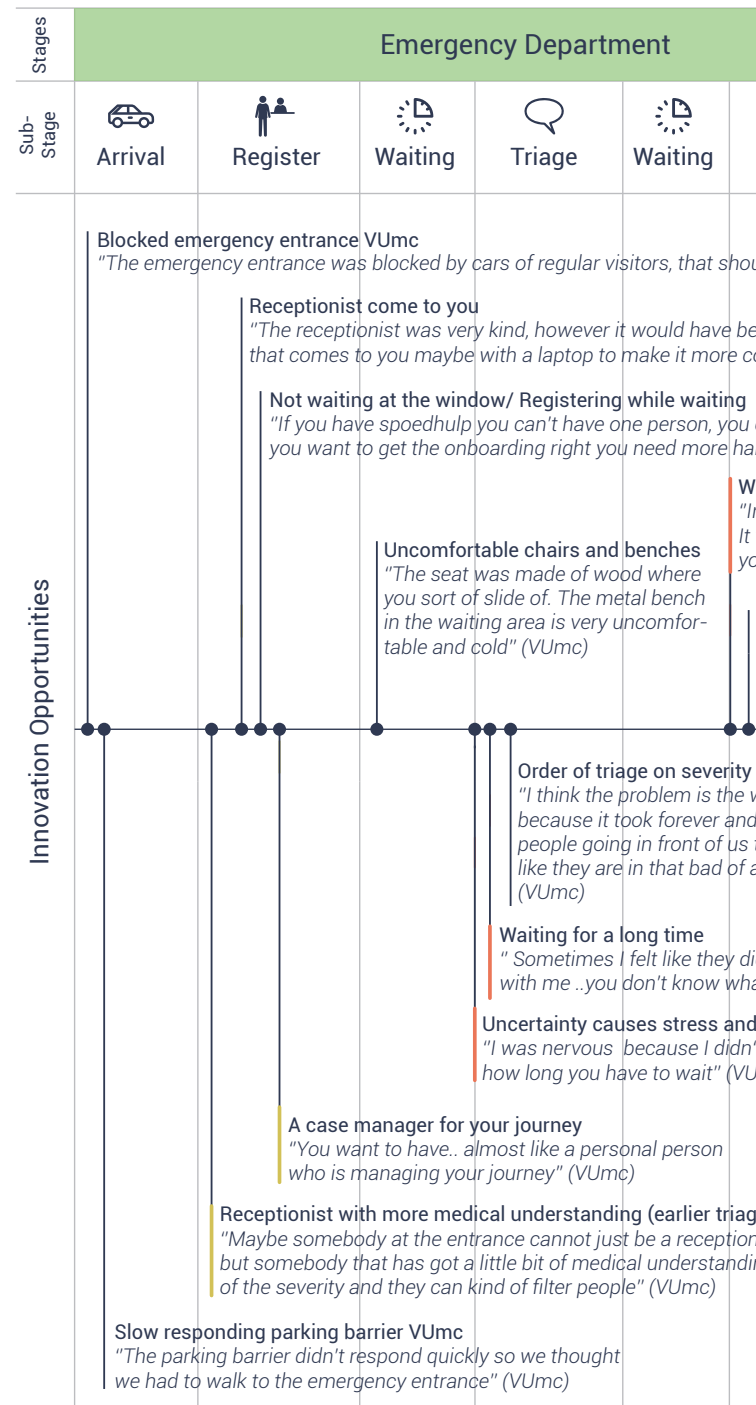 Stages
Emergency Department
Sub-
Stage
Arrival
Register
Waiting
Triage
Waiting
Innovation Opportunities
Blocked emergency entrance VUmc
"The emergency entrance was blocked by cars of regular visitors, that
Receptionist come to you
"The receptionist was very kind, however it would have
that comes to you maybe with a laptop to make it more
Not waiting at the window/ Registering while waiting
"If you have spoedhulp you can't have one person, you
you want to get the onboarding right you need more
Uncomfortable chairs and benches
"The seat was made of wood where
you sort of slide of. The metal bench
in the waiting area is very uncomfor-
table and cold" (VUmc)
It
Order of triage on severity
"I think the problem is the
because it took forever and
people going in front of us
like they are in that bad of
(VUmc)
Waiting for a long time
" Sometimes I felt like they
with me ..you don't know
Uncertainty causes stress and
"I was nervous because I
how long you have to wait"
A case manager for your journey
"You want to have.. almost like a personal person
who is managing your journey" (VUmc)
Receptionist with more medical understanding (earlier
"Maybe somebody at the entrance cannot just be a
but somebody that has got a little bit of medical
of the severity and they can kind of filter people" (VUmc)
Slow responding parking barrier VUmc
"The parking barrier didn't respond quickly so we thought
we had to walk to the emergency entrance" (VUmc)